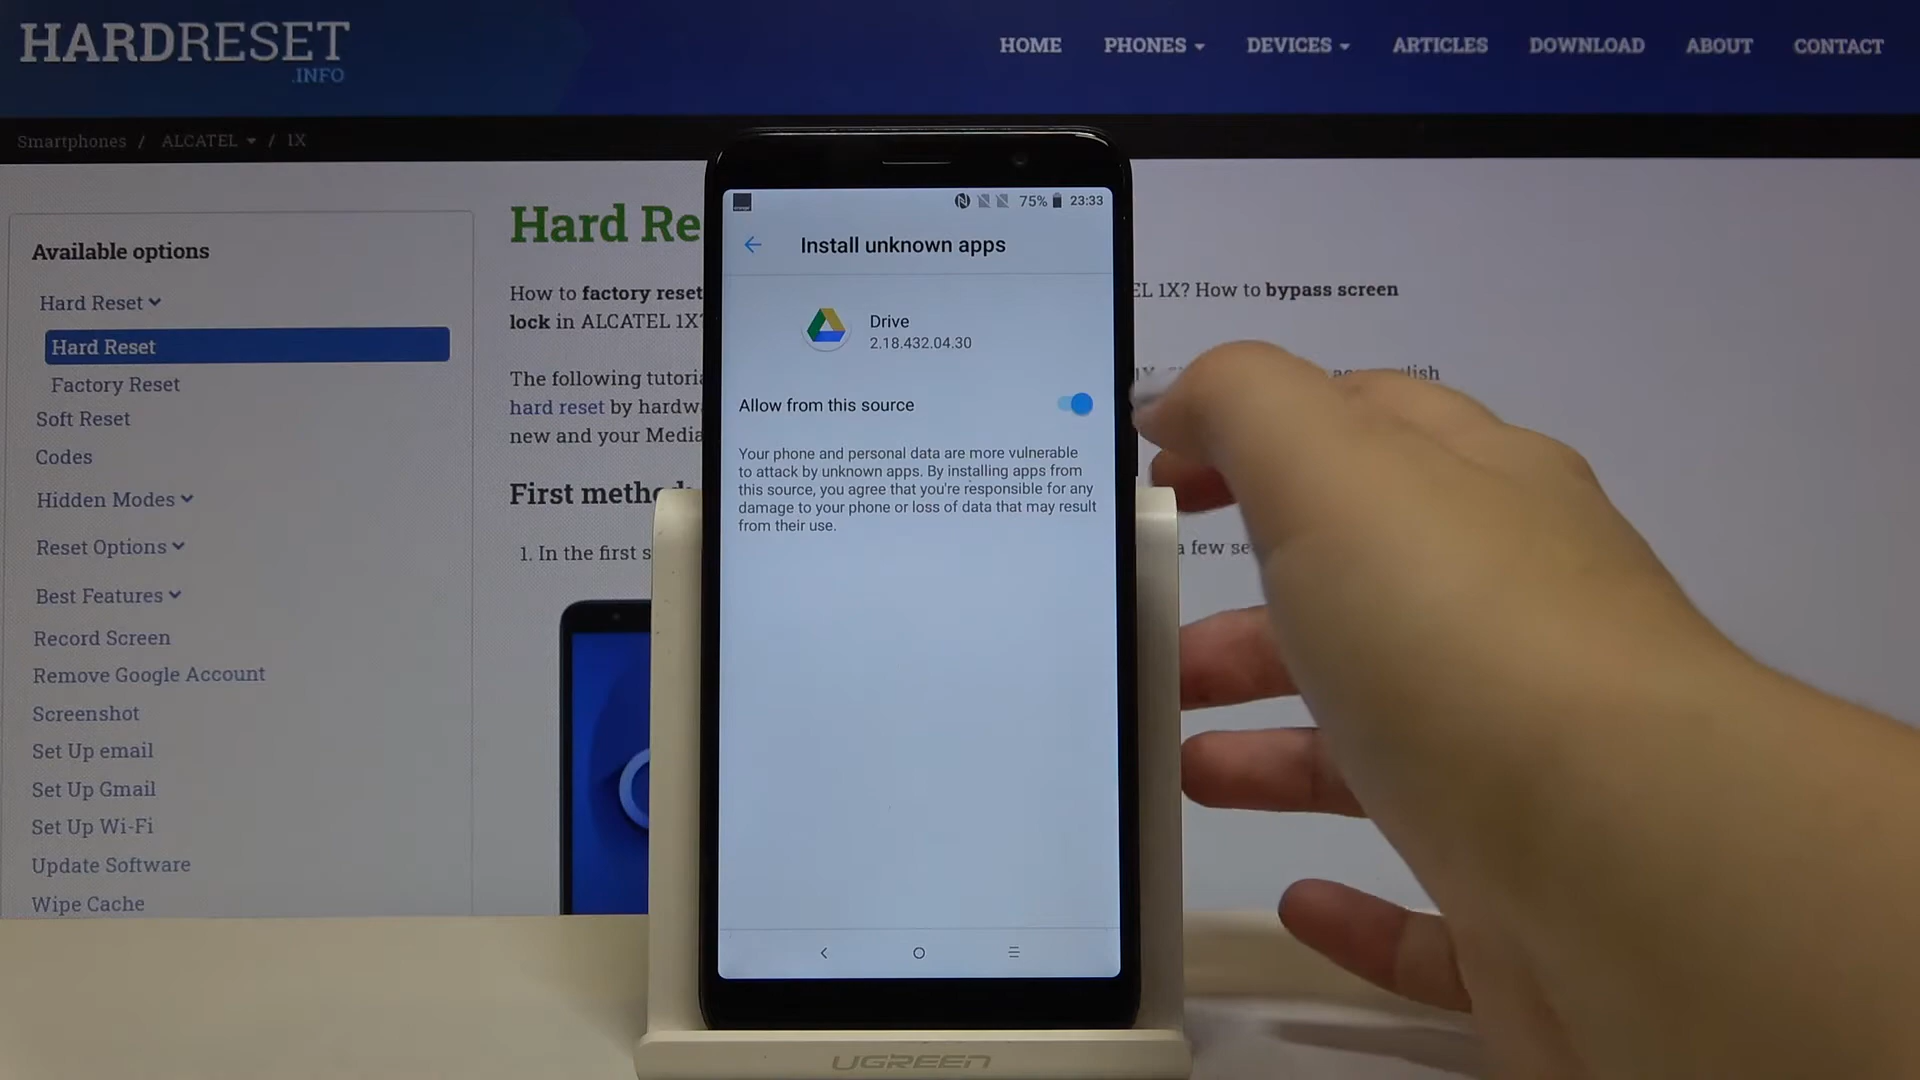 HARDRESET
.INFO
HOME PHONES DEVICES ARTICLES DOWNLOAD ABOUT CONTACT
Smartphones / ALCATEL / 1X
Available options
Hard Reset
Hard Reset
Factory Reset
Soft Reset
Codes
Hidden Modes
Reset Options
Best Features
Record Screen
Remove Google Account
Screenshot
Set Up email
Set Up Gmail
Set Up Wi-Fi
Update Software
Wipe Cache
Hard Re
How to factory reset EL 1X? How to bypass screen
lock in ALCATEL 1X?
The following tutoria
hard reset by hardw
new and your Media
First method
1. In the first s a few se
75% 23:33
Install unknown apps
Drive
2.18.432.04.30
Allow from this source
Your phone and personal data are more vulnerable
to attack by unknown apps. By installing apps from
this source, you agree that you're responsible for any
damage to your phone or loss of data that may result
from their use.
UGREEN